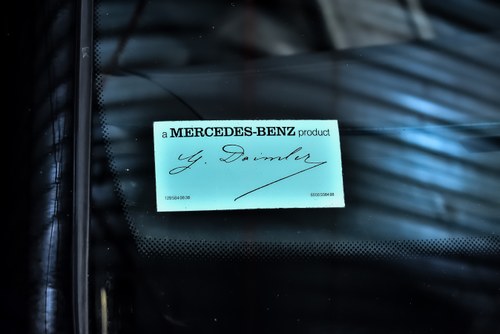 a MERCEDES-BENZ product
G. Daimler